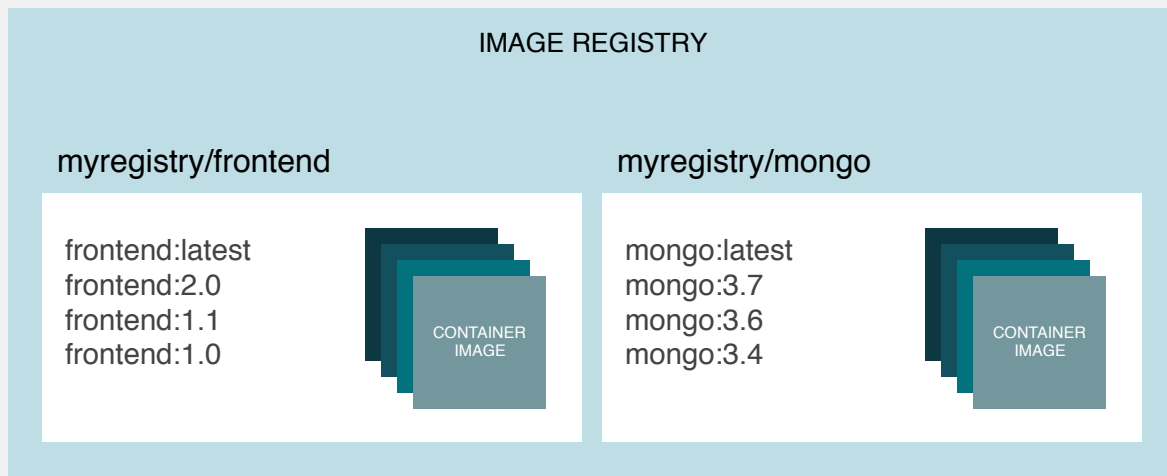 IMAGE REGISTRY
myregistry/frontend
frontend:latest
frontend:2.0
frontend:1.1
frontend:1.0
CONTAINER
IMAGE
myregistry/mongo
mongo:latest
mongo:3.7
mongo:3.6
mongo:3.4
CONTAINER
IMAGE